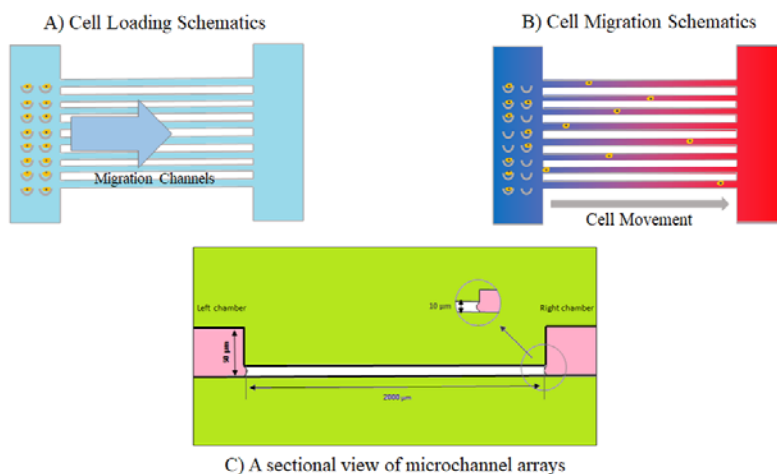 A) Cell Loading Schematics
B) Cell Migration Schematics
Migration Channels
Cell Movement
Left chamber
10 μm
Right chamber
50 μm
2000 μm
C) A sectional view of microchannel arrays